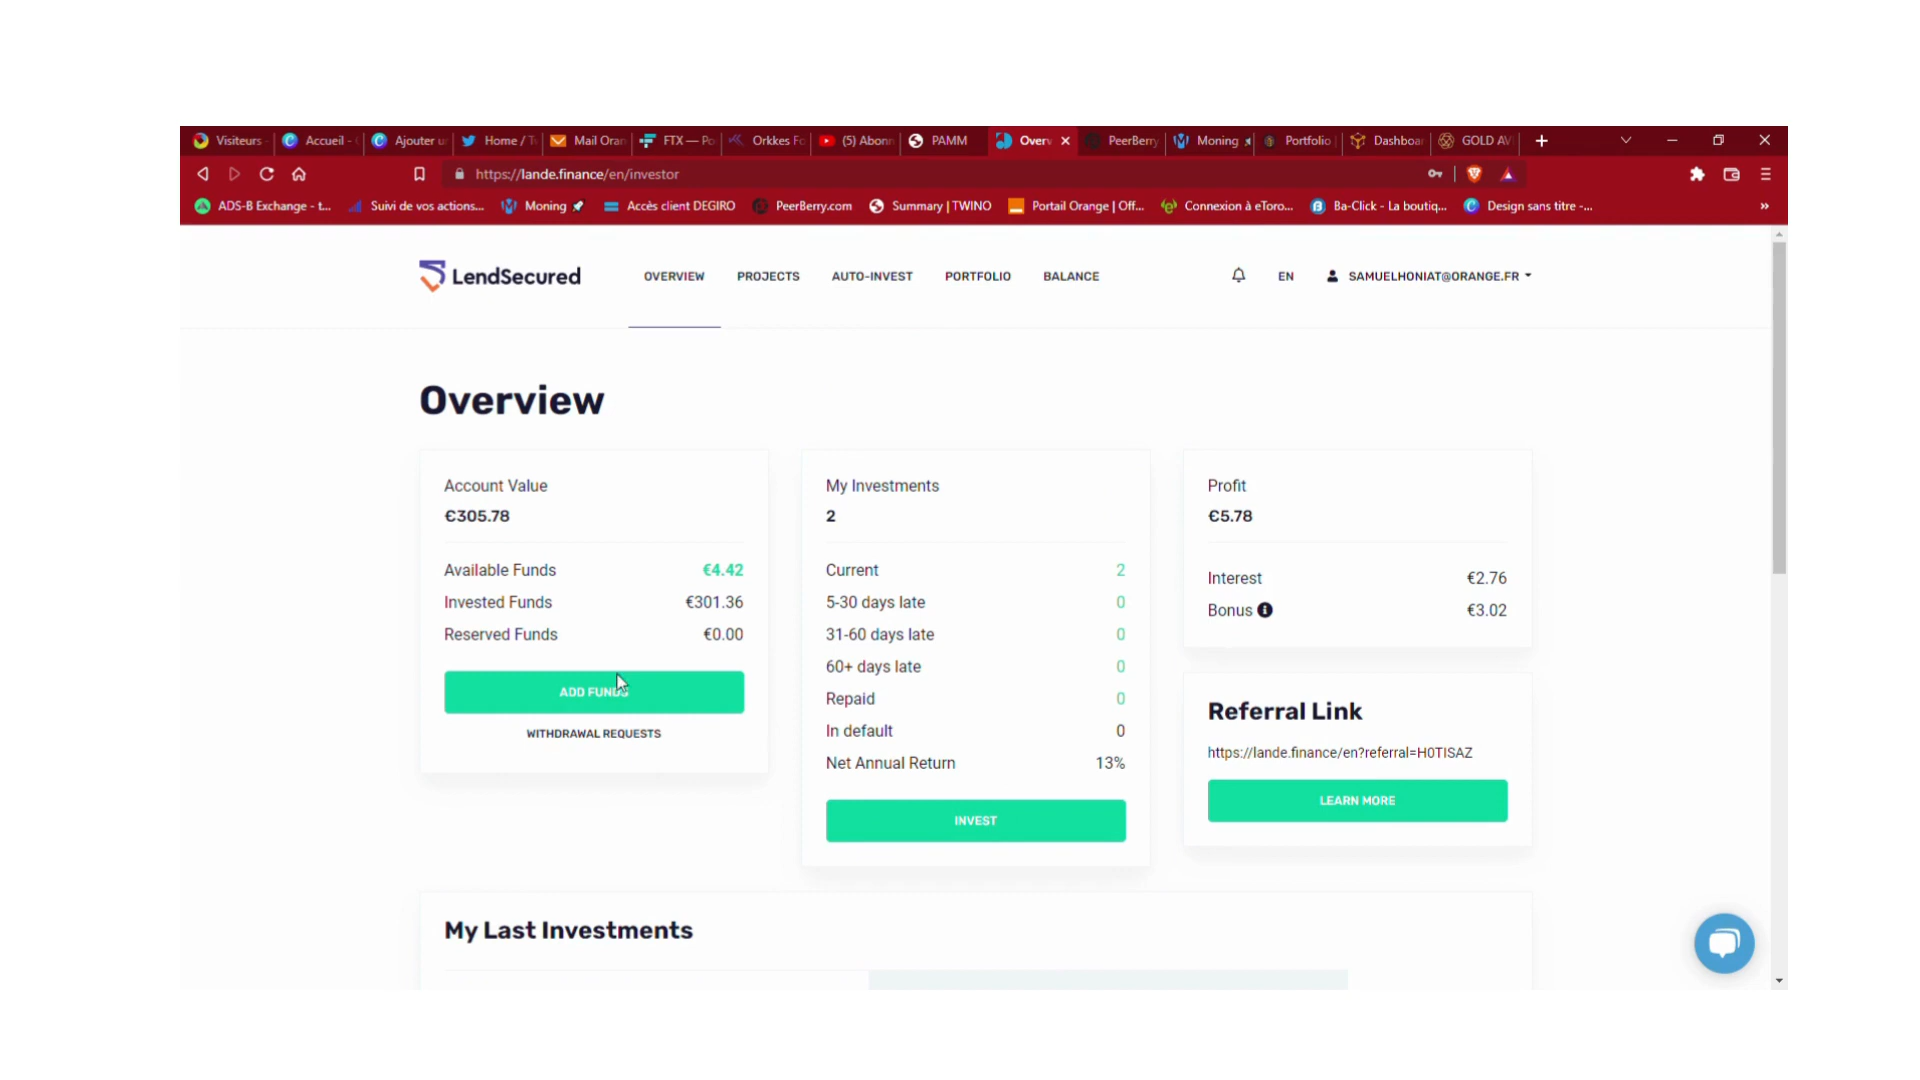 Visiteurs Accueil - Ajouter u Home / T Mail Oran FTX — Po Orkkes Fo (5) Abonn PAMM Overv PeerBerry Moning Portfolio Dashboar GOLD AV
https://lande.finance/en/investor
ADS-B Exchange - t... Suivi de vos actions... Moning Accès client DEGIRO PeerBerry.com Summary | TWINO Portail Orange | Off... Connexion à eToro... Ba-Click - La boutiq... Design sans titre -... »
LendSecured OVERVIEW PROJECTS AUTO-INVEST PORTFOLIO BALANCE EN SAMUELHONIAT@ORANGE.FR
Overview
Account Value
€305.78
Available Funds €4.42
Invested Funds €301.36
Reserved Funds €0.00
ADD FUNDS
WITHDRAWAL REQUESTS
My Investments
2
Current 2
5-30 days late 0
31-60 days late 0
60+ days late 0
Repaid 0
In default 0
Net Annual Return 13%
INVEST
Profit
€5.78
Interest €2.76
Bonus €3.02
Referral Link
https://lande.finance/en?referral=H0TISAZ
LEARN MORE
My Last Investments